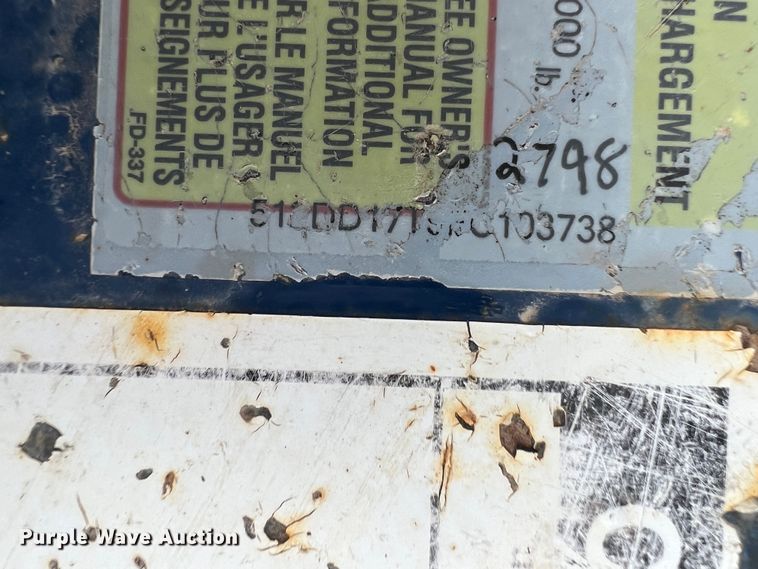 SEE OWNER'S
MANUAL FOR
ADDITIONAL
FORMATION
R LE MANUEL
E L'USAGER
UR PLUS DE
SEIGNEMENTS
FD-337
000 lb.
HARGEMENT
2798
103738
Purple Wave Auction